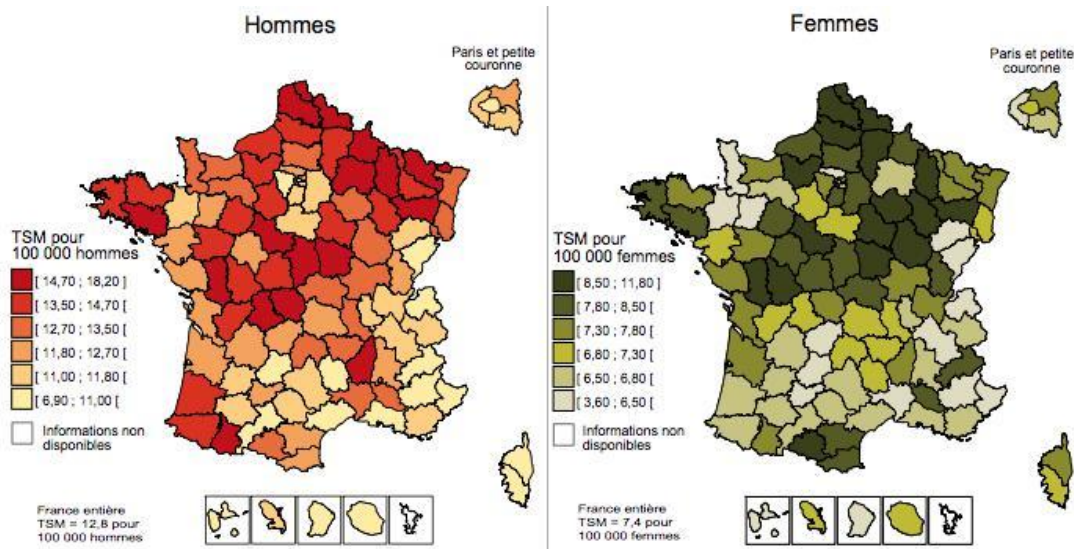 Hommes
Paris et petite
couronne
TSM pour
100 000 hommes
[ 14,70 ; 18,20 [
[ 13,50 ; 14,70 [
[ 12,70 ; 13,50 [
[ 11,80 ; 12,70 [
[ 11,00 ; 11,80 [
[ 6,90 ; 11,00 [
Informations non
disponibles
France entière
TSM = 12,8 pour
100 000 hommes
Femmes
Paris et petite
couronne
TSM pour
100 000 femmes
[ 8,50 ; 11,80 [
[ 7,80 ; 8,50 [
[ 7,30 ; 7,80 [
[ 6,80 ; 7,30 [
[ 6,50 ; 6,80 [
[ 3,60 ; 6,50 [
Informations non
disponibles
France entière
TSM = 7,4 pour
100 000 femmes